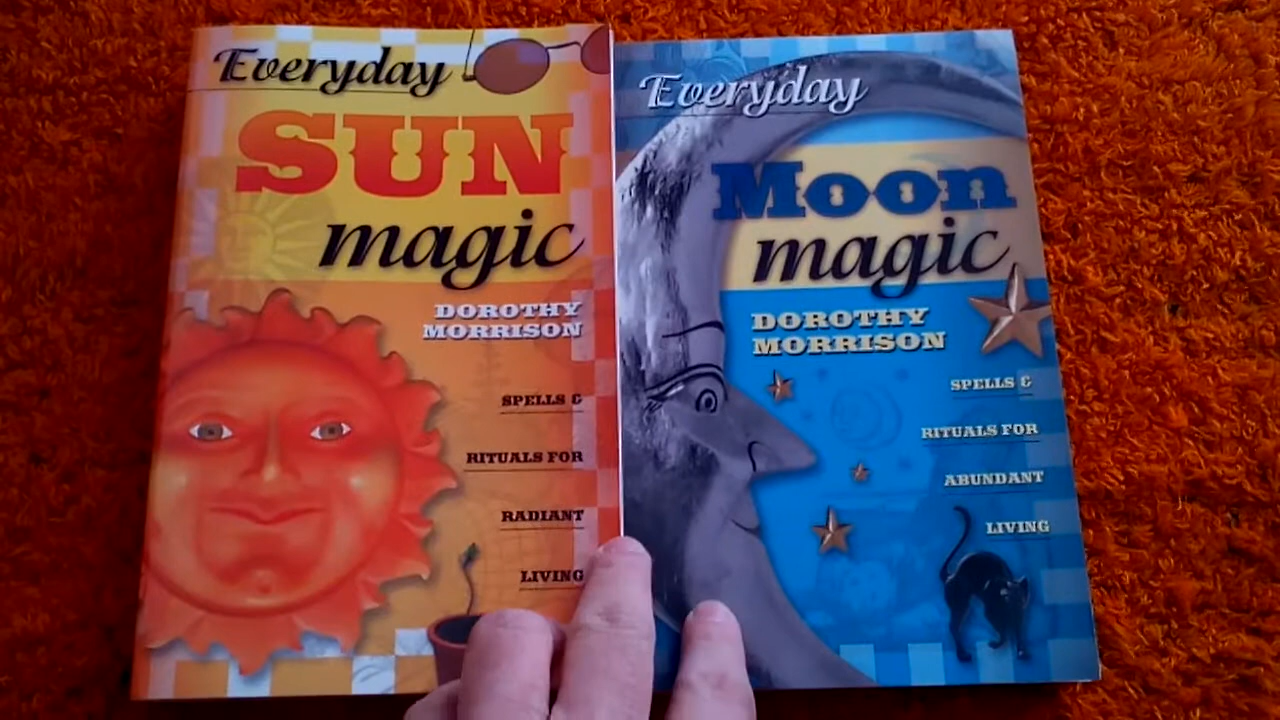 Everyday
SUN
magic
DOROTHY
MORRISON
SPELLS &
RITUALS FOR
RADIANT
LIVING
Everyday
Moon
magic
DOROTHY
MORRISON
SPELLS &
RITUALS FOR
ABUNDANT
LIVING